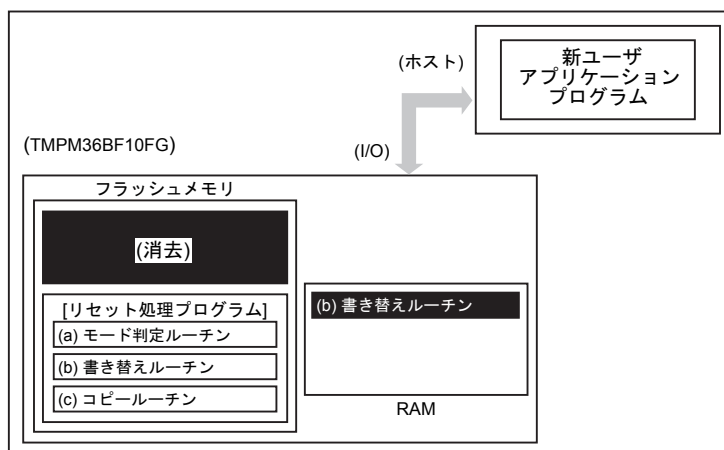 (ホスト)
新ユーザ
アプリケーション
プログラム
(TMPM36BF10FG)
(I/O)
フラッシュメモリ
(消去)
[リセット処理プログラム]
(a) モード判定ルーチン
(b) 書き替えルーチン
(c) コピールーチン
(b) 書き替えルーチン
RAM